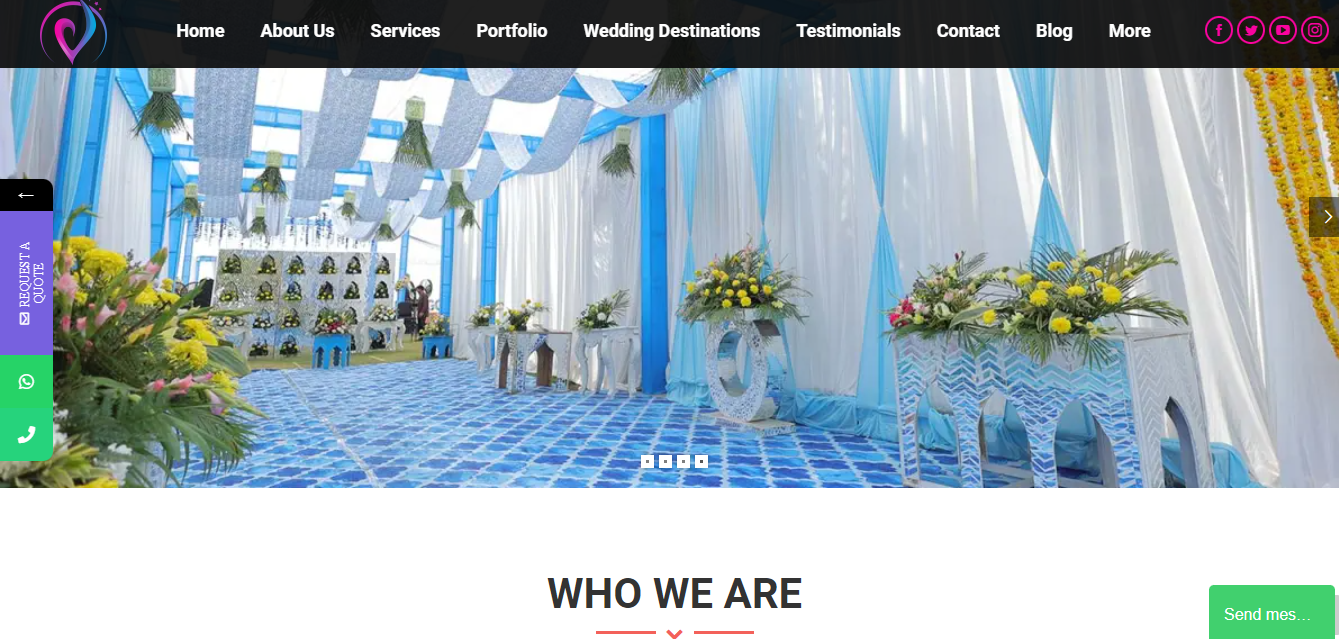 Home About Us Services Portfolio Wedding Destinations Testimonials Contact Blog More
REQUEST A
QUOTE
WHO WE ARE
Send mes...